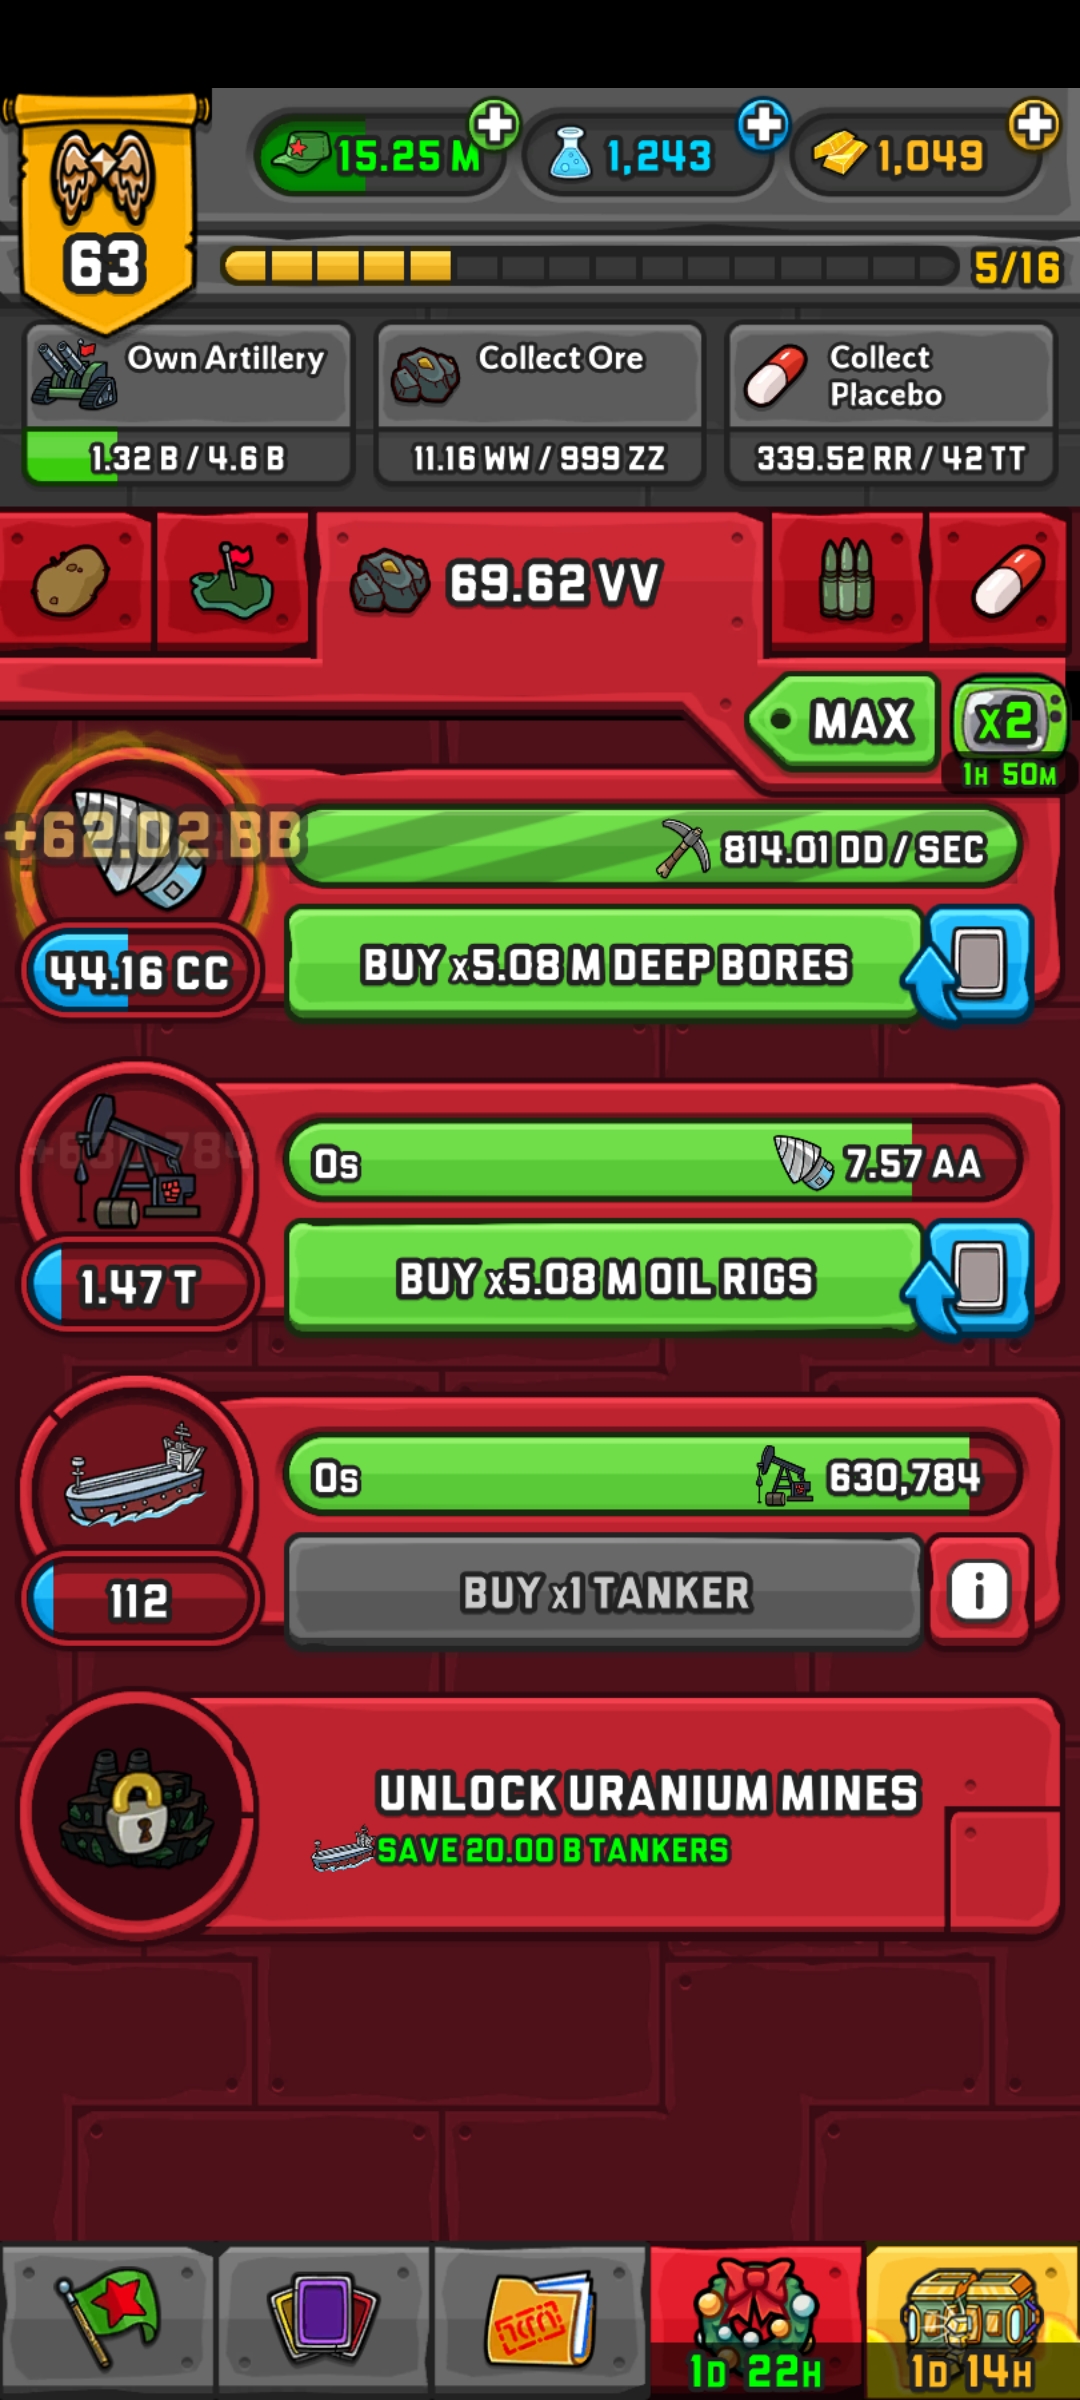 15.25 M
1,243
1,049
63
5/16
Own Artillery
1.32 B / 4.6 B
Collect Ore
11.16 WW / 999 ZZ
Collect
Placebo
339.52 RR / 42 TT
69.62 VV
MAX
x2
1H 50M
+62.02 BB
814.01 DD / SEC
44.16 CC
BUY x5.08 M DEEP BORES
+630,784
0s
7.57 AA
1.47 T
BUY x5.08 M OIL RIGS
0s
630,784
112
BUY x1 TANKER
i
UNLOCK URANIUM MINES
SAVE 20.00 B TANKERS
1D 22H
1D 14H